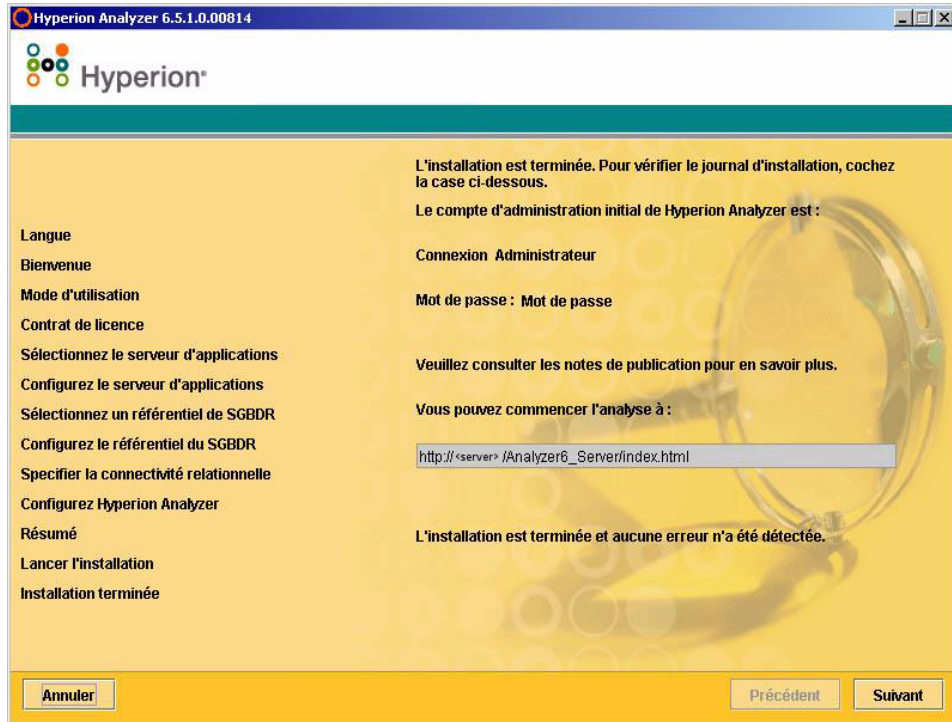 Hyperion Analyzer 6.5.1.0.00814
Hyperion
L'installation est terminée. Pour vérifier le journal d'installation, cochez
la case ci-dessous.
Le compte d'administration initial de Hyperion Analyzer est :
Connexion Administrateur
Mot de passe : Mot de passe
Veuillez consulter les notes de publication pour en savoir plus.
Vous pouvez commencer l'analyse à :
http://<server> /Analyzer6_Server/index.html
L'installation est terminée et aucune erreur n'a été détectée.
Langue
Bienvenue
Mode d'utilisation
Contrat de licence
Sélectionnez le serveur d'applications
Configurez le serveur d'applications
Sélectionnez un référentiel de SGBDR
Configurez le référentiel du SGBDR
Specifier la connectivité relationnelle
Configurez Hyperion Analyzer
Résumé
Lancer l'installation
Installation terminée
Annuler
Précédent
Suivant